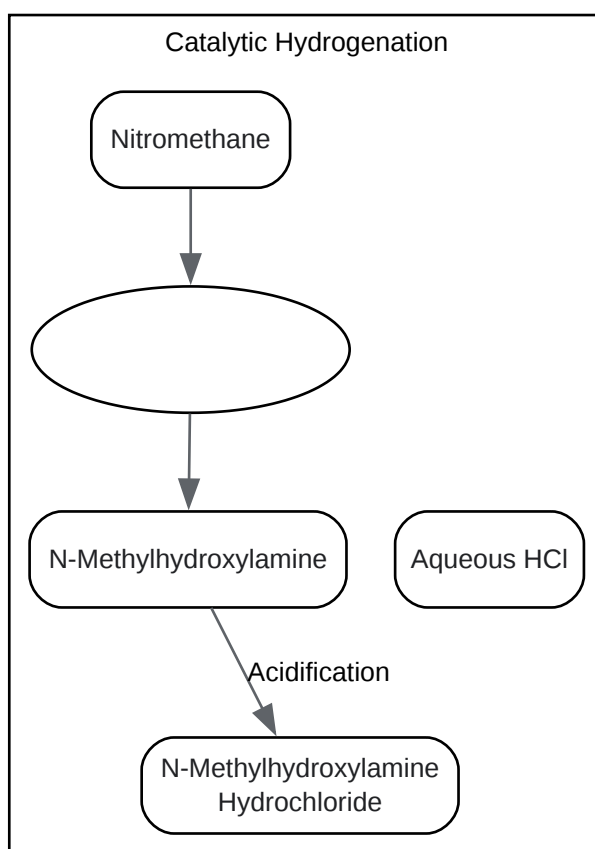 Catalytic Hydrogenation
Nitromethane
N-Methylhydroxylamine
Aqueous HCl
Acidification
N-Methylhydroxylamine
Hydrochloride